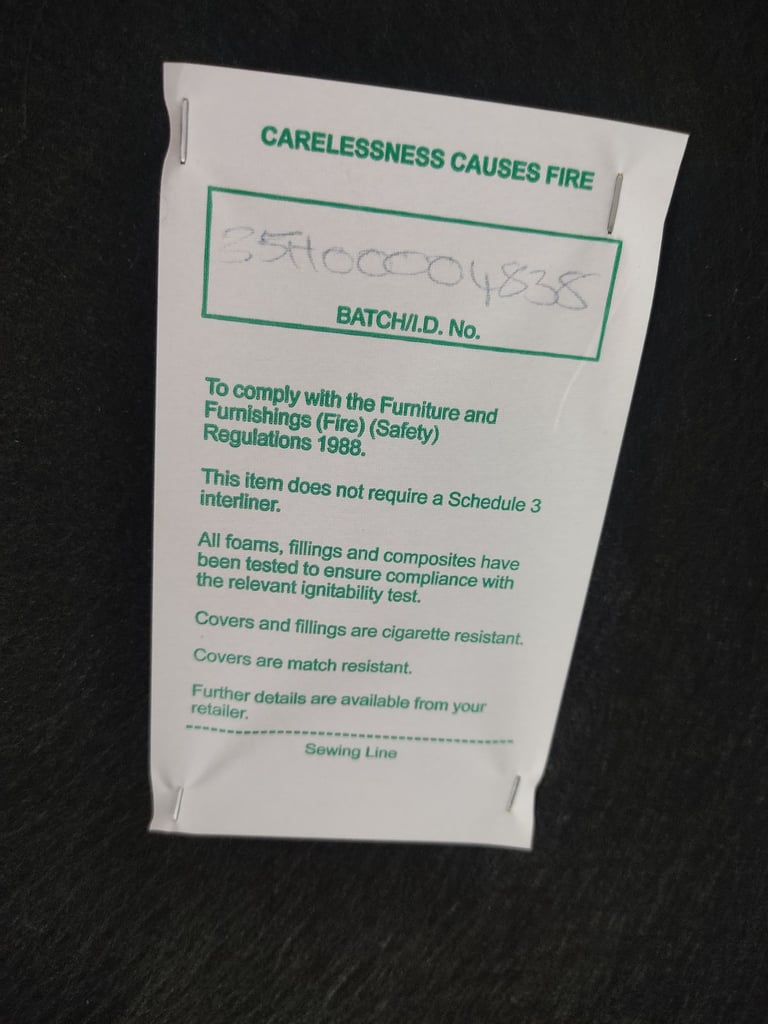 CARELESSNESS CAUSES FIRE
35H00004838
BATCH/I.D. No.
To comply with the Furniture and
Furnishings (Fire) (Safety)
Regulations 1988.
This item does not require a Schedule 3
interliner.
All foams, fillings and composites have
been tested to ensure compliance with
the relevant ignitability test.
Covers and fillings are cigarette resistant.
Covers are match resistant.
Further details are available from your
retailer.
Sewing Line